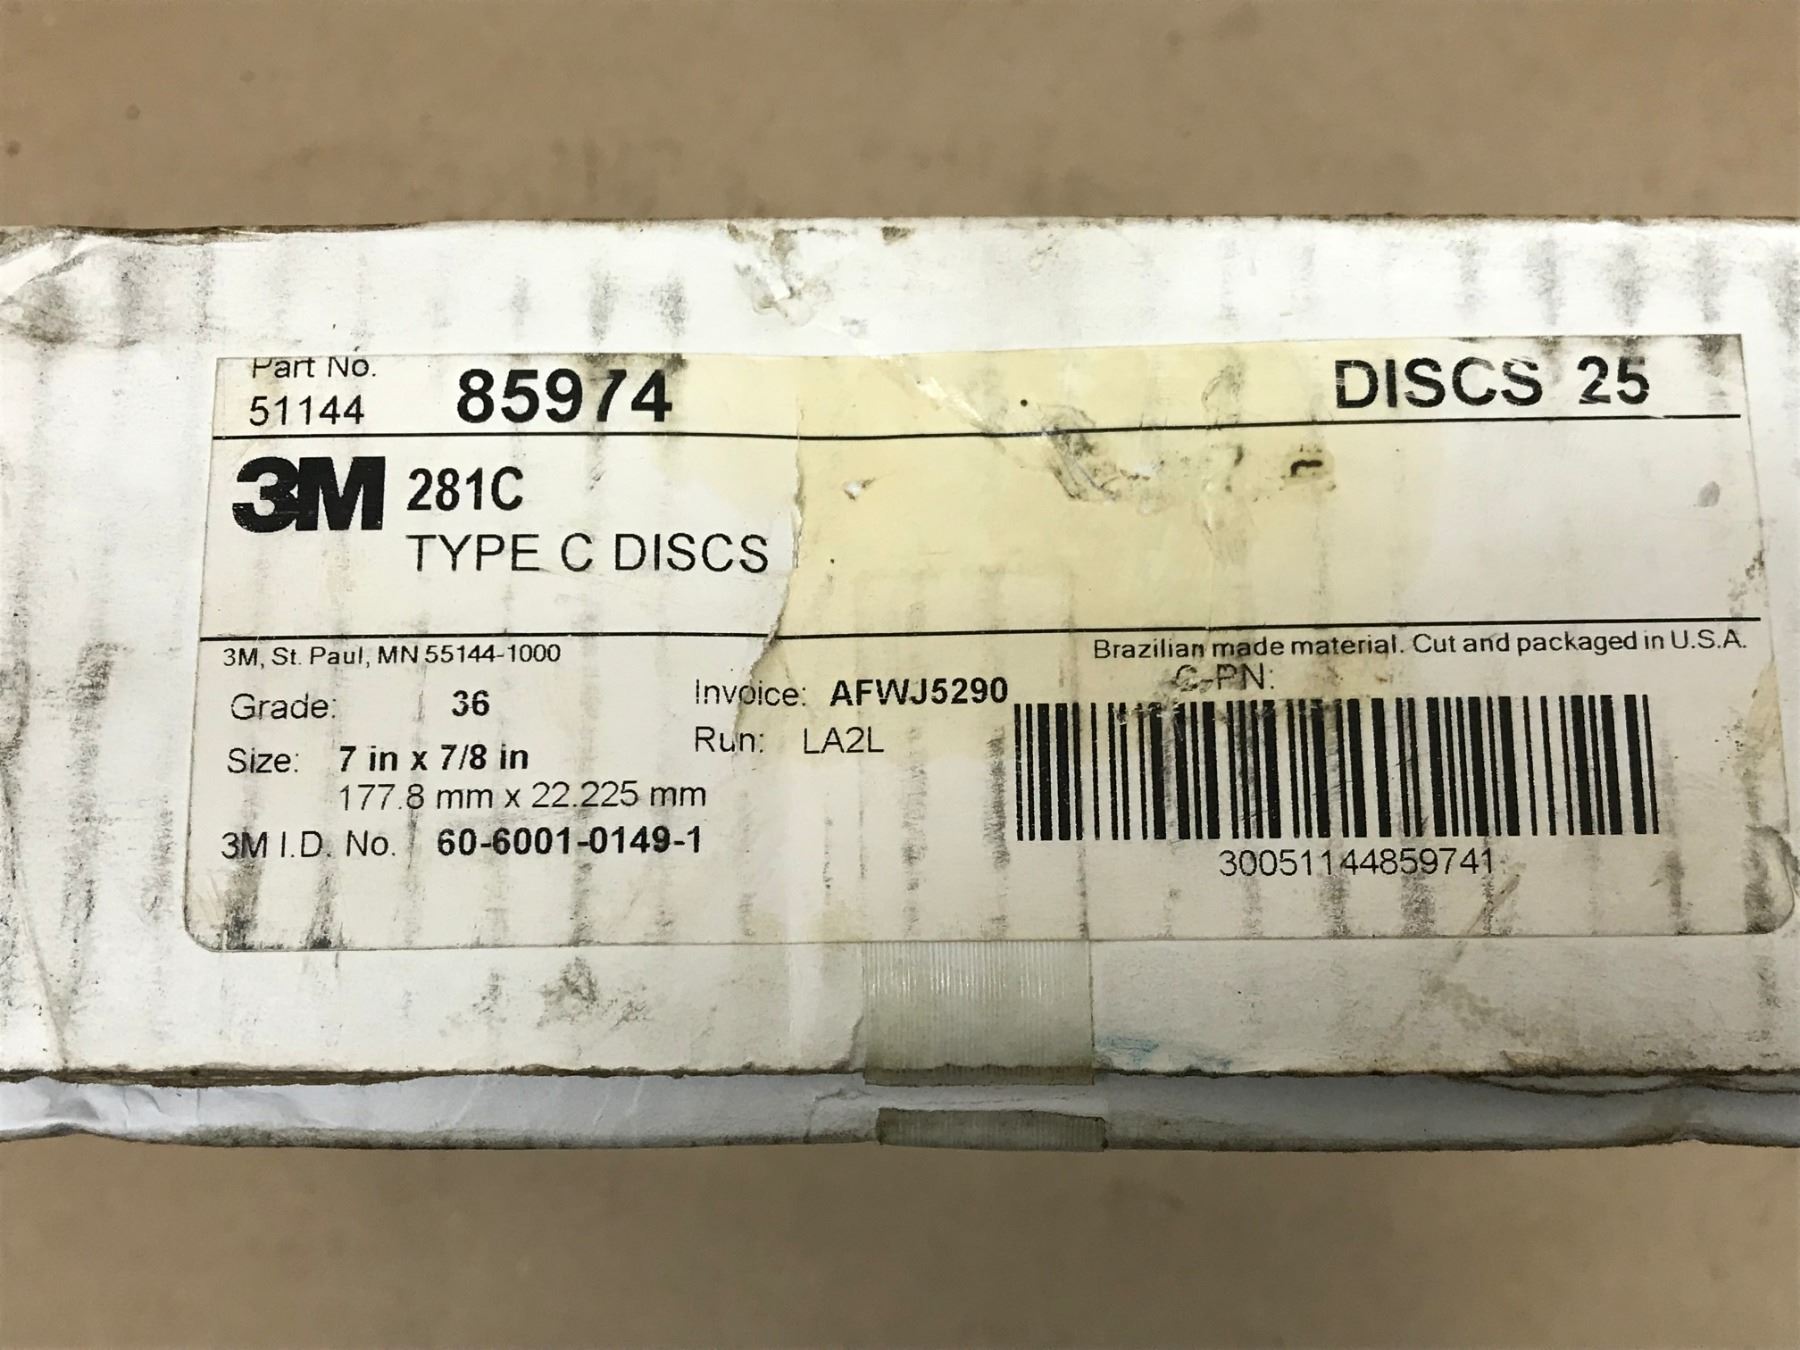 Part No.
51144 85974 DISCS 25
3M 281C
TYPE C DISCS
3M, St. Paul, MN 55144-1000
Brazilian made material. Cut and packaged in U.S.A.
C-PN:
Grade: 36
Invoice: AFWJ5290
Run: LA2L
Size: 7 in x 7/8 in
177.8 mm x 22.225 mm
3M I.D. No. 60-6001-0149-1
30051144859741